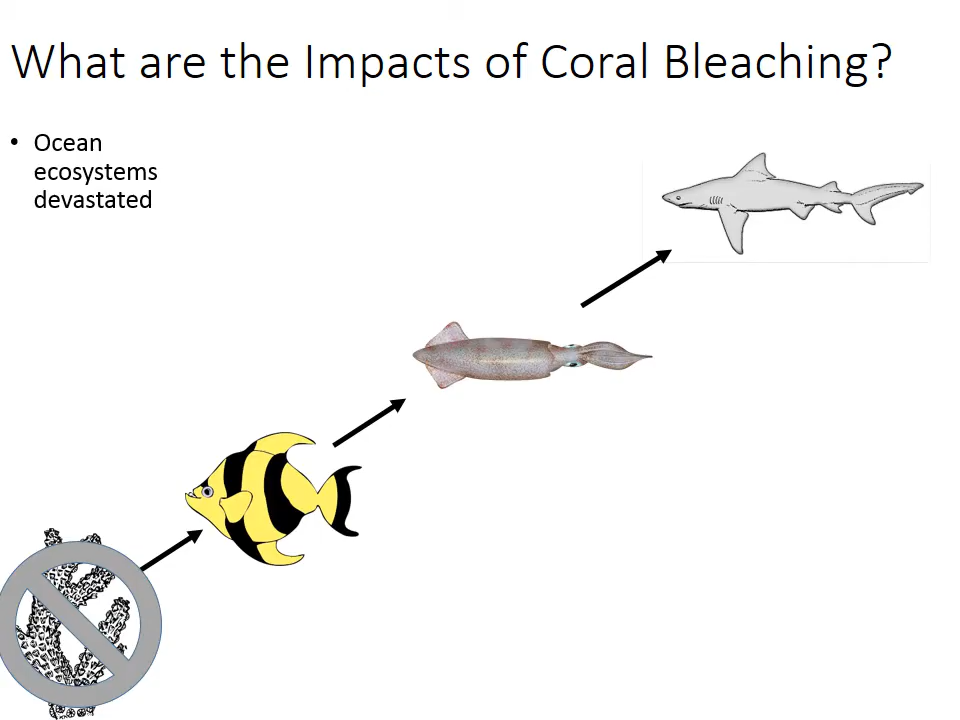 What are the Impacts of Coral Bleaching?
• Ocean
ecosystems
devastated